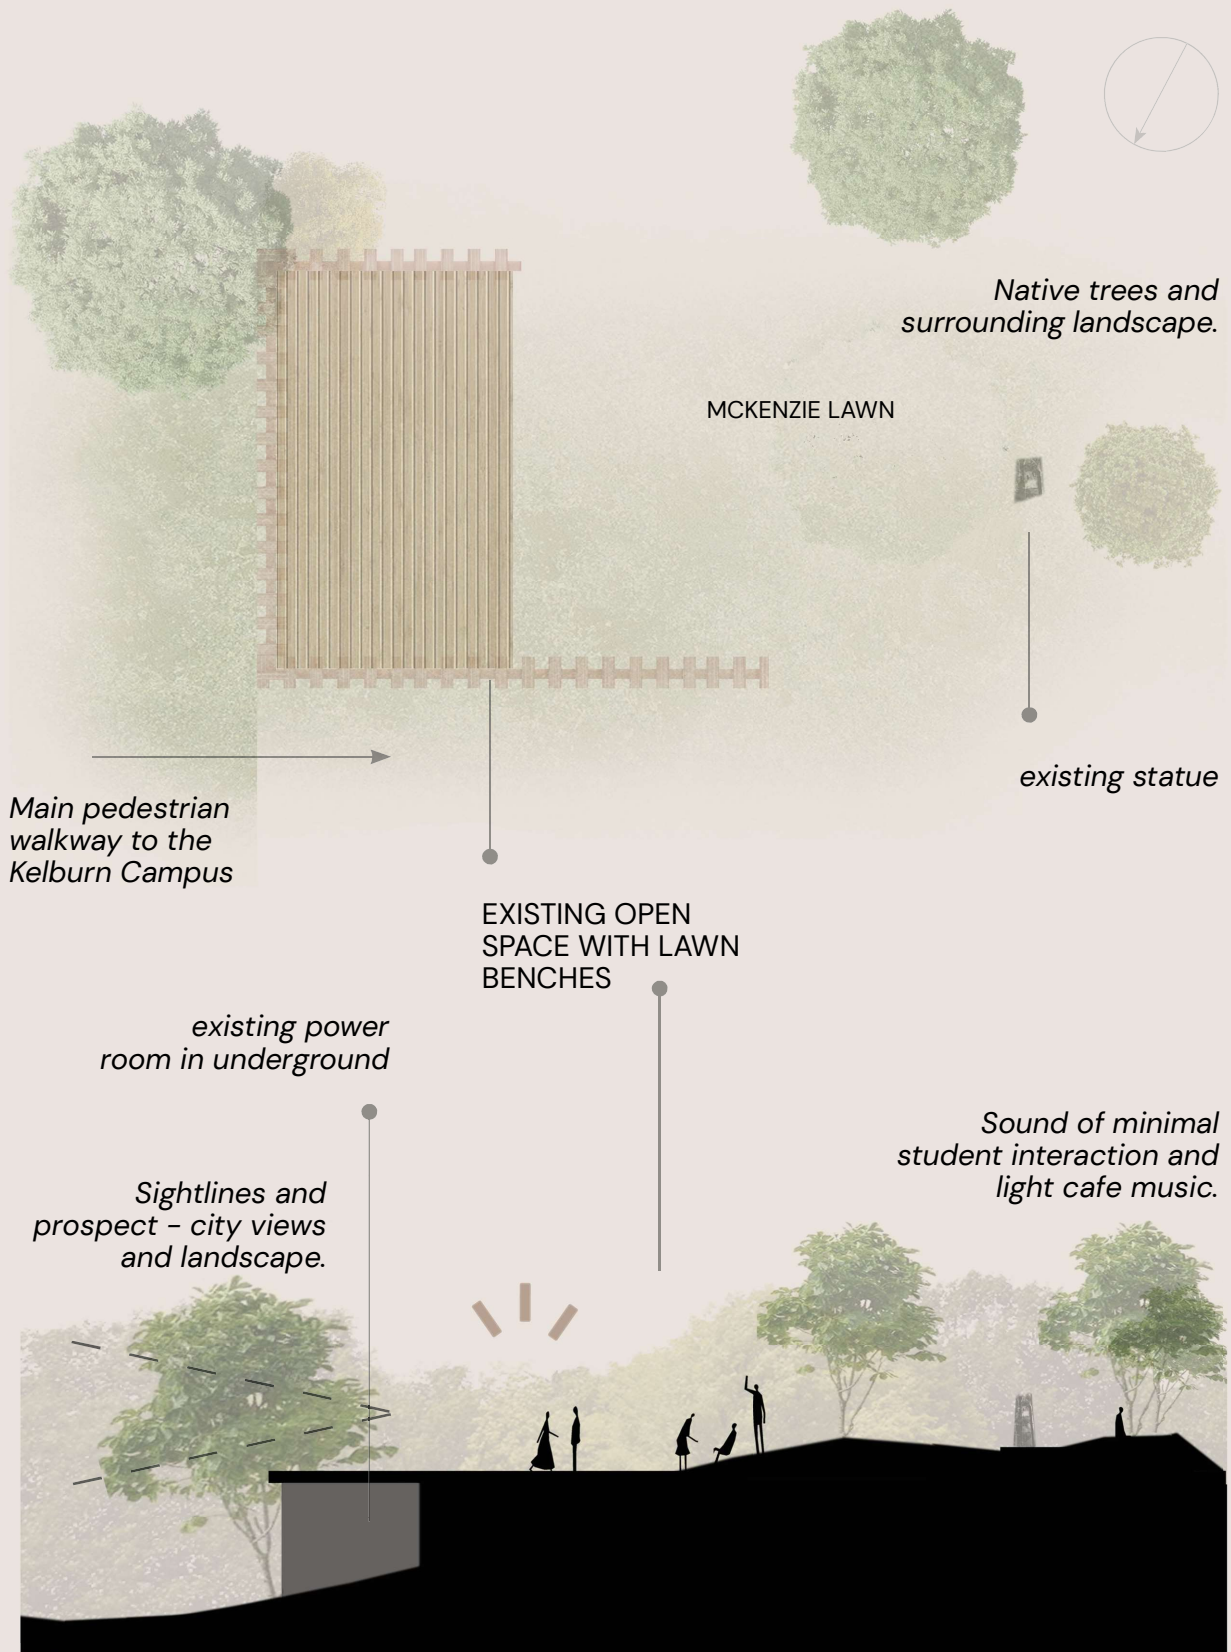 Native trees and
surrounding landscape.
MCKENZIE LAWN
existing statue
Main pedestrian
walkway to the
Kelburn Campus
EXISTING OPEN
SPACE WITH LAWN
BENCHES
existing power
room in underground
Sound of minimal
student interaction and
light cafe music.
Sightlines and
prospect - city views
and landscape.